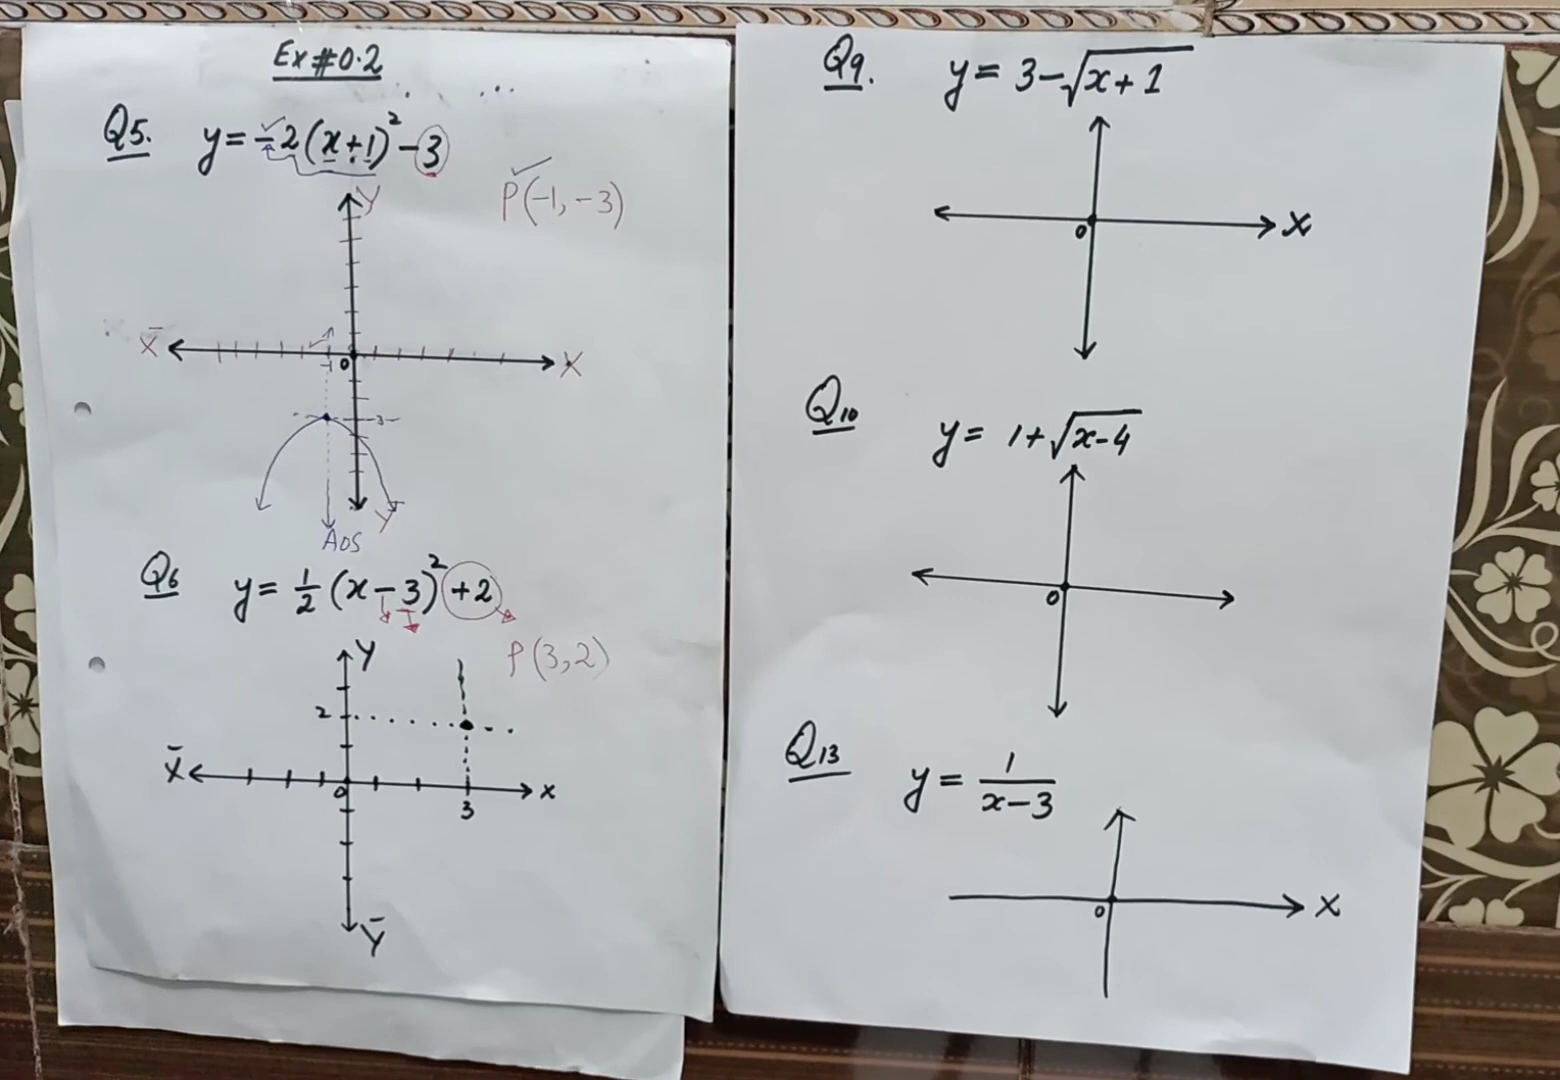 Ex#0.2
Q5. y = -2(x+1)² - 3
P(-1, -3)
Y
X̄ -1 0 X
-3-
Ȳ
AOS
Q6 y = 1/2 (x-3)² + 2
P(3,2)
Y
2
X̄ 0 3 x
Ȳ
Q9. y = 3-√(x+1)
0 X
Q10 y = 1+√(x-4)
0
Q13 y = 1/(x-3)
0 X